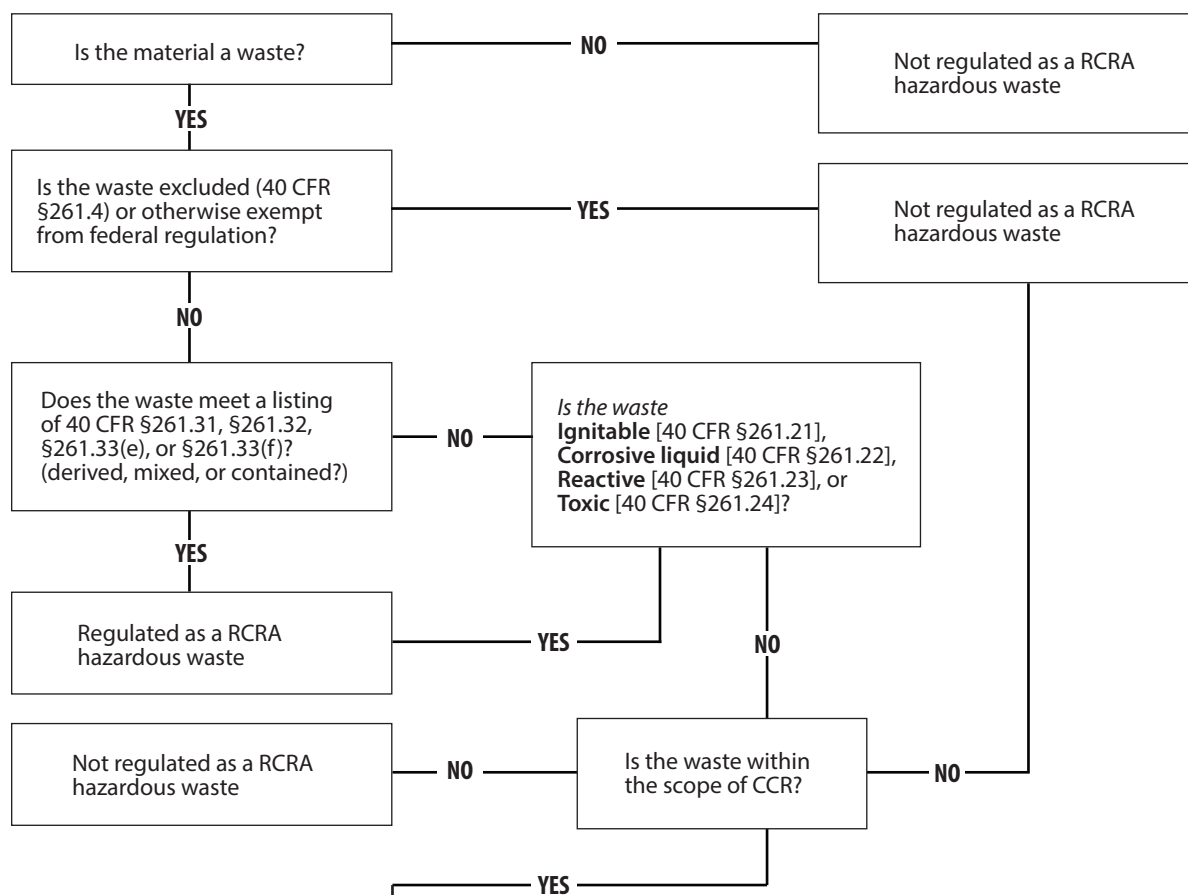 Is the material a waste?
NO
Not regulated as a RCRA
hazardous waste
YES
Is the waste excluded (40 CFR
§261.4) or otherwise exempt
from federal regulation?
YES
Not regulated as a RCRA
hazardous waste
NO
Does the waste meet a listing
of 40 CFR §261.31, §261.32,
§261.33(e), or §261.33(f)?
(derived, mixed, or contained?)
NO
Is the waste
Ignitable [40 CFR §261.21],
Corrosive liquid [40 CFR §261.22],
Reactive [40 CFR §261.23], or
Toxic [40 CFR §261.24]?
YES
Regulated as a RCRA
hazardous waste
YES
NO
Not regulated as a RCRA
hazardous waste
NO
Is the waste within
the scope of CCR?
NO
YES